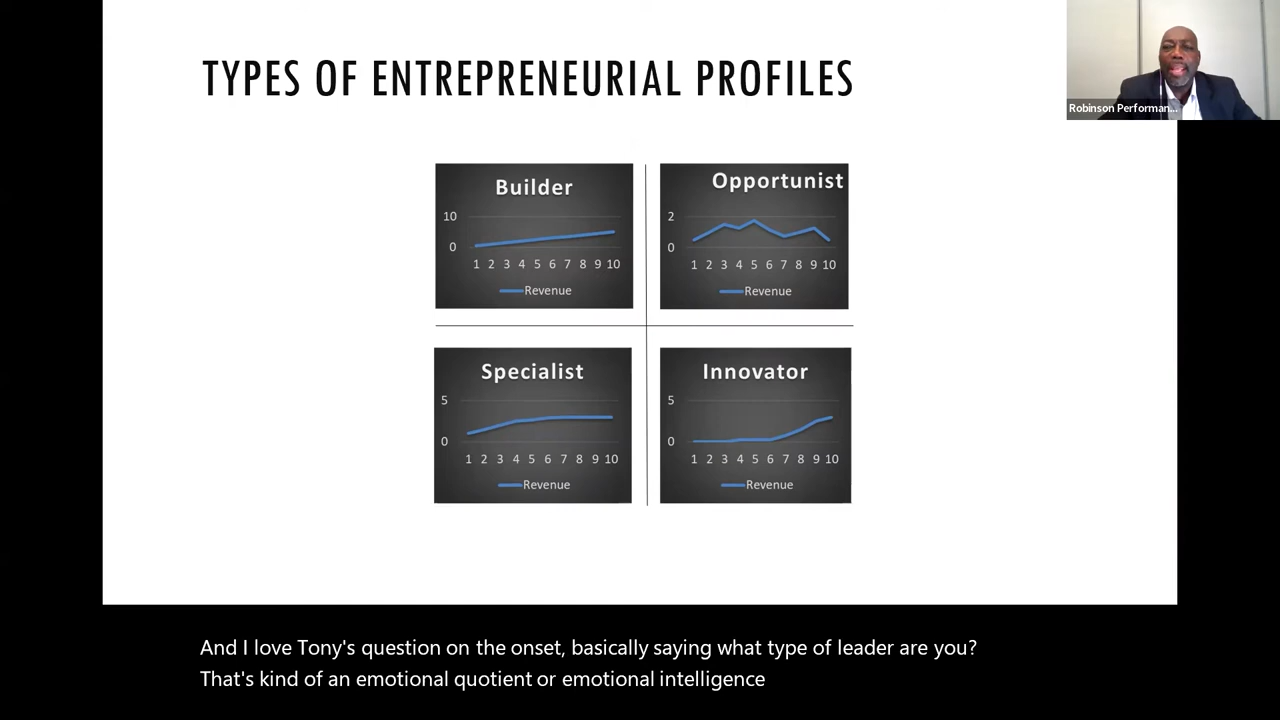 TYPES OF ENTREPRENEURIAL PROFILES
Robinson Performan...
Builder
10
0
1 2 3 4 5 6 7 8 9 10
Revenue
Opportunist
2
0
1 2 3 4 5 6 7 8 9 10
Revenue
Specialist
5
0
1 2 3 4 5 6 7 8 9 10
Revenue
Innovator
5
0
1 2 3 4 5 6 7 8 9 10
Revenue
And I love Tony's question on the onset, basically saying what type of leader are you?
That's kind of an emotional quotient or emotional intelligence